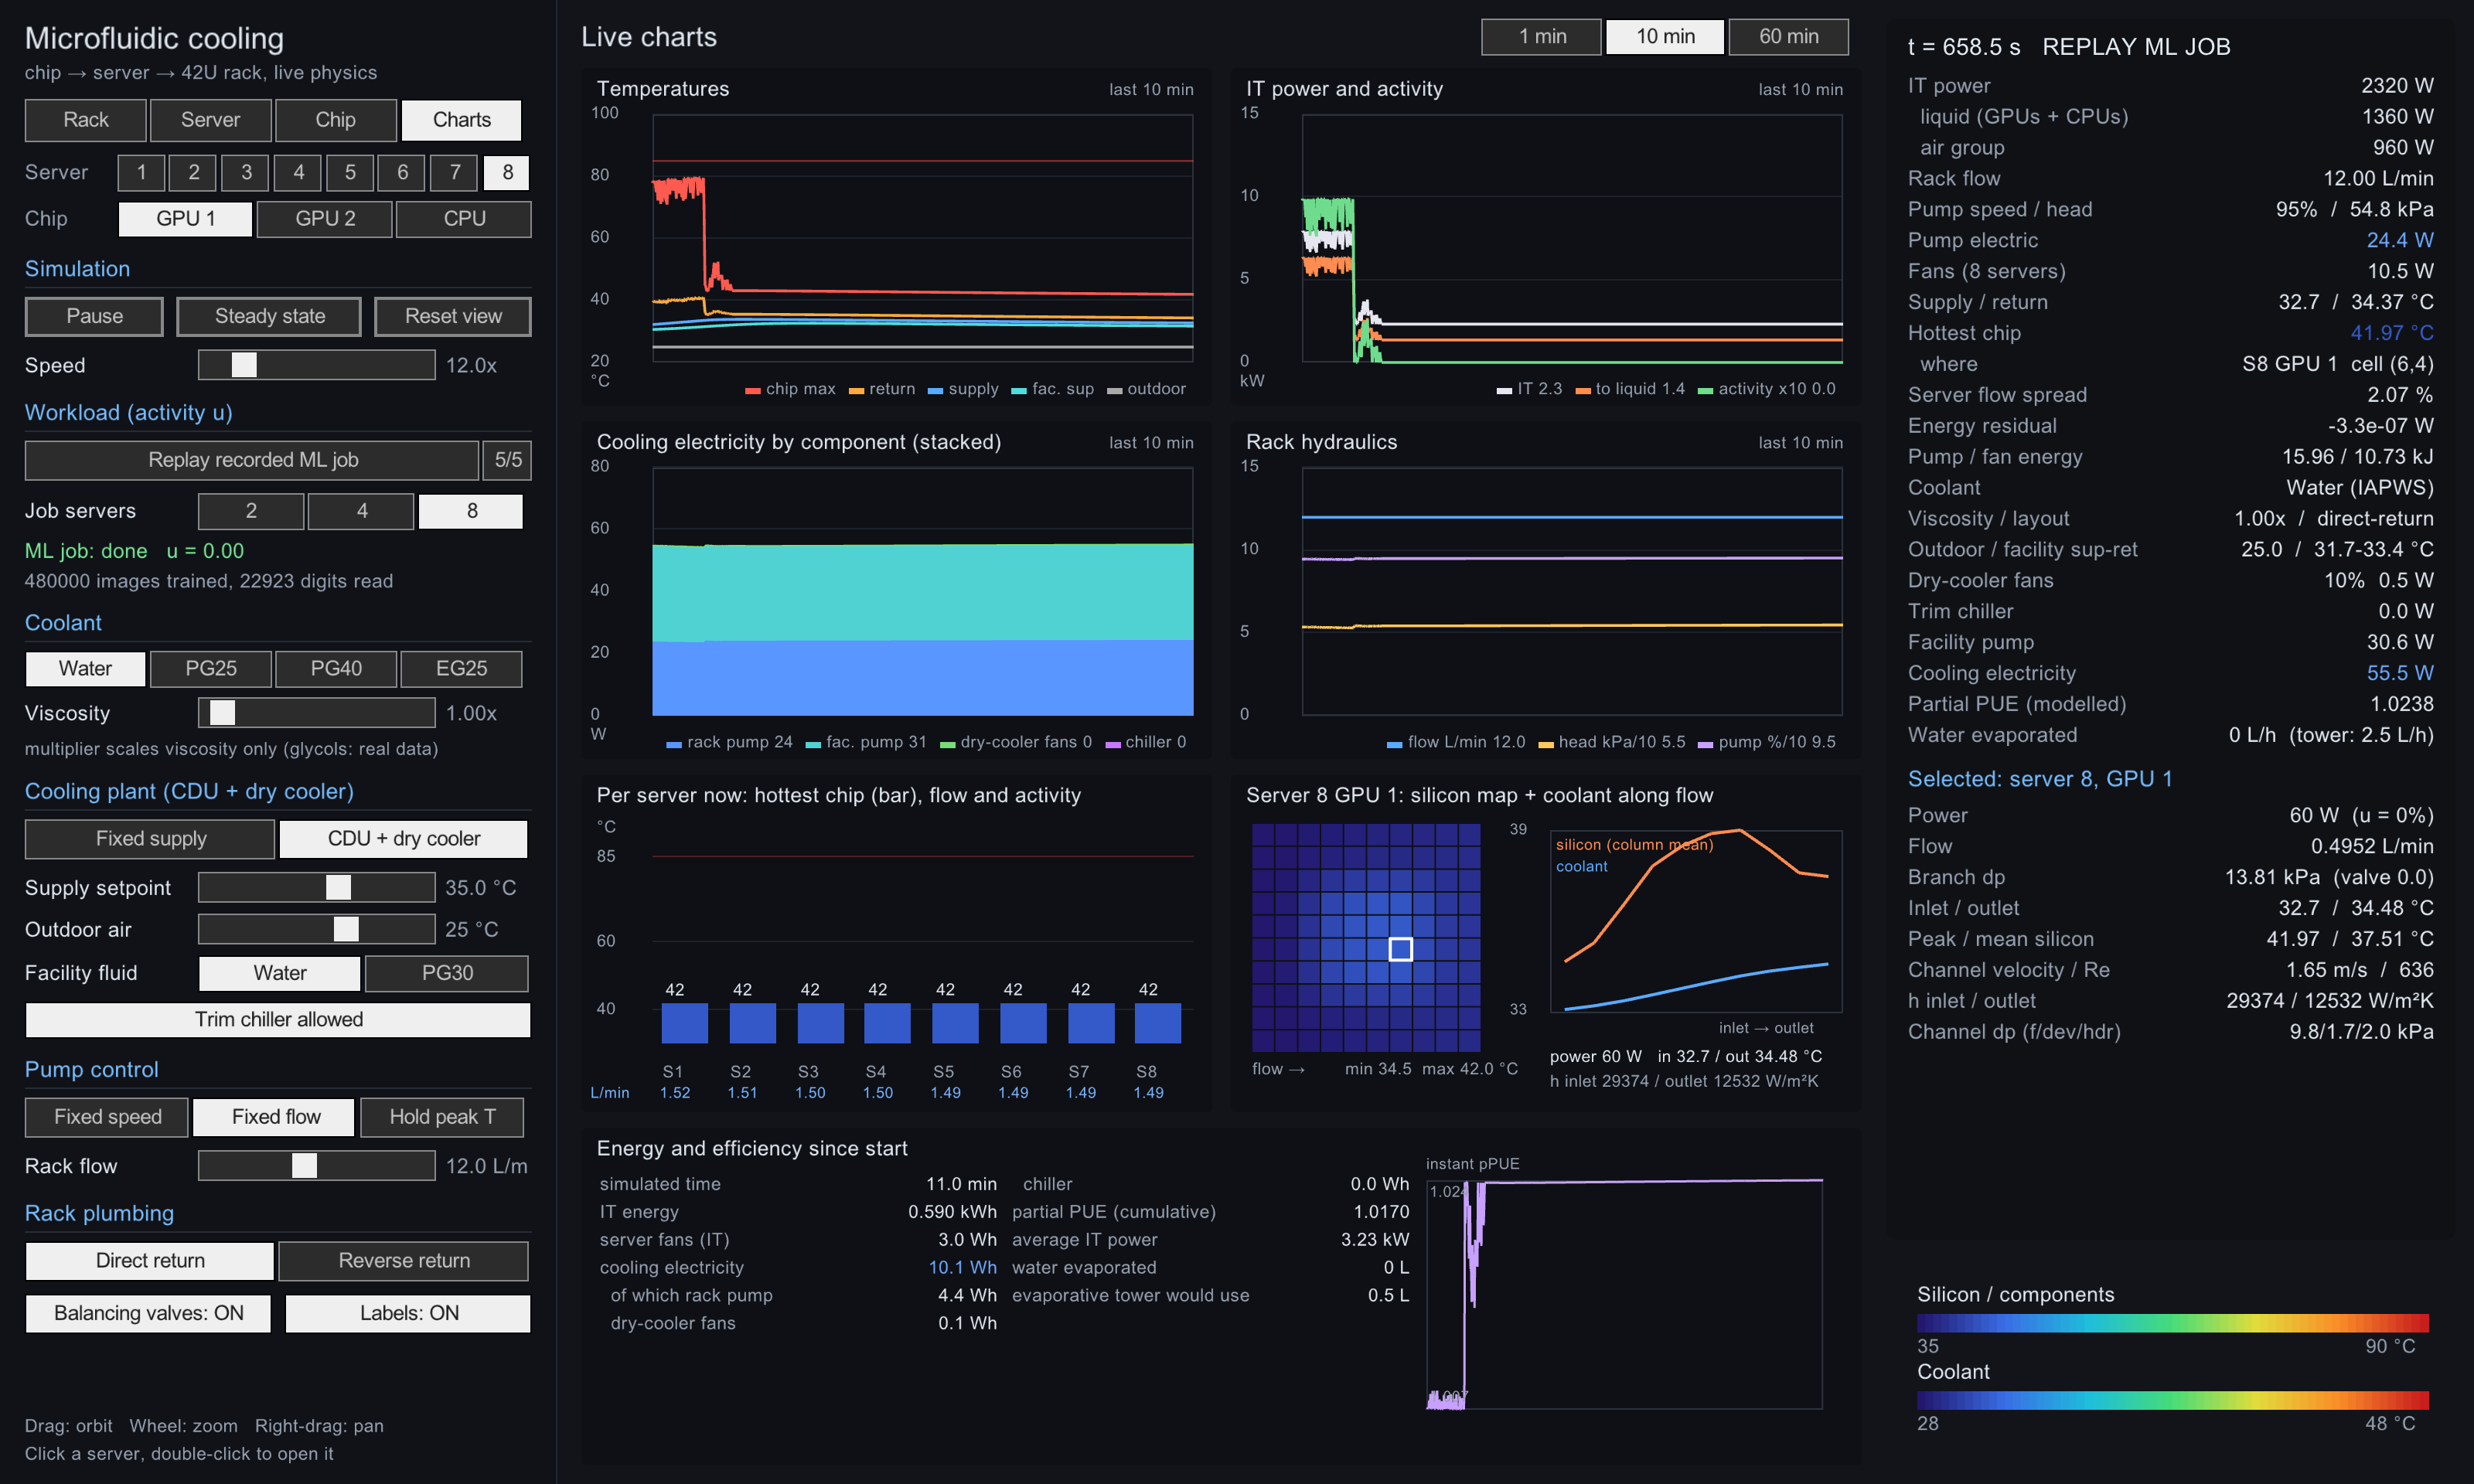 Microfluidic cooling
chip → server → 42U rack, live physics
Rack Server Chip Charts
Server 1 2 3 4 5 6 7 8
Chip GPU 1 GPU 2 CPU
Simulation
Pause Steady state Reset view
Speed 12.0x
Workload (activity u)
Replay recorded ML job 5/5
Job servers 2 4 8
ML job: done u = 0.00
480000 images trained, 22923 digits read
Coolant
Water PG25 PG40 EG25
Viscosity 1.00x
multiplier scales viscosity only (glycols: real data)
Cooling plant (CDU + dry cooler)
Fixed supply CDU + dry cooler
Supply setpoint 35.0 °C
Outdoor air 25 °C
Facility fluid Water PG30
Trim chiller allowed
Pump control
Fixed speed Fixed flow Hold peak T
Rack flow 12.0 L/m
Rack plumbing
Direct return Reverse return
Balancing valves: ON Labels: ON
Drag: orbit Wheel: zoom Right-drag: pan
Click a server, double-click to open it
Live charts
1 min 10 min 60 min
Temperatures last 10 min
100
80
60
40
20
°C
chip max return supply fac. sup outdoor
IT power and activity last 10 min
15
10
5
0
kW
IT 2.3 to liquid 1.4 activity x10 0.0
Cooling electricity by component (stacked) last 10 min
80
60
40
20
0
W
rack pump 24 fac. pump 31 dry-cooler fans 0 chiller 0
Rack hydraulics last 10 min
15
10
5
0
flow L/min 12.0 head kPa/10 5.5 pump %/10 9.5
Per server now: hottest chip (bar), flow and activity
°C
85
60
40
42 42 42 42 42 42 42 42
S1 S2 S3 S4 S5 S6 S7 S8
L/min 1.52 1.51 1.50 1.50 1.49 1.49 1.49 1.49
Server 8 GPU 1: silicon map + coolant along flow
39
silicon (column mean)
coolant
33
inlet → outlet
flow → min 34.5 max 42.0 °C
power 60 W in 32.7 / out 34.48 °C
h inlet 29374 / outlet 12532 W/m²K
Energy and efficiency since start
simulated time 11.0 min chiller 0.0 Wh
IT energy 0.590 kWh partial PUE (cumulative) 1.0170
server fans (IT) 3.0 Wh average IT power 3.23 kW
cooling electricity 10.1 Wh water evaporated 0 L
of which rack pump 4.4 Wh evaporative tower would use 0.5 L
dry-cooler fans 0.1 Wh
instant pPUE
1.024
t = 658.5 s REPLAY ML JOB
IT power 2320 W
liquid (GPUs + CPUs) 1360 W
air group 960 W
Rack flow 12.00 L/min
Pump speed / head 95% / 54.8 kPa
Pump electric 24.4 W
Fans (8 servers) 10.5 W
Supply / return 32.7 / 34.37 °C
Hottest chip 41.97 °C
where S8 GPU 1 cell (6,4)
Server flow spread 2.07 %
Energy residual -3.3e-07 W
Pump / fan energy 15.96 / 10.73 kJ
Coolant Water (IAPWS)
Viscosity / layout 1.00x / direct-return
Outdoor / facility sup-ret 25.0 / 31.7-33.4 °C
Dry-cooler fans 10% 0.5 W
Trim chiller 0.0 W
Facility pump 30.6 W
Cooling electricity 55.5 W
Partial PUE (modelled) 1.0238
Water evaporated 0 L/h (tower: 2.5 L/h)
Selected: server 8, GPU 1
Power 60 W (u = 0%)
Flow 0.4952 L/min
Branch dp 13.81 kPa (valve 0.0)
Inlet / outlet 32.7 / 34.48 °C
Peak / mean silicon 41.97 / 37.51 °C
Channel velocity / Re 1.65 m/s / 636
h inlet / outlet 29374 / 12532 W/m²K
Channel dp (f/dev/hdr) 9.8/1.7/2.0 kPa
Silicon / components
35 90 °C
Coolant
28 48 °C